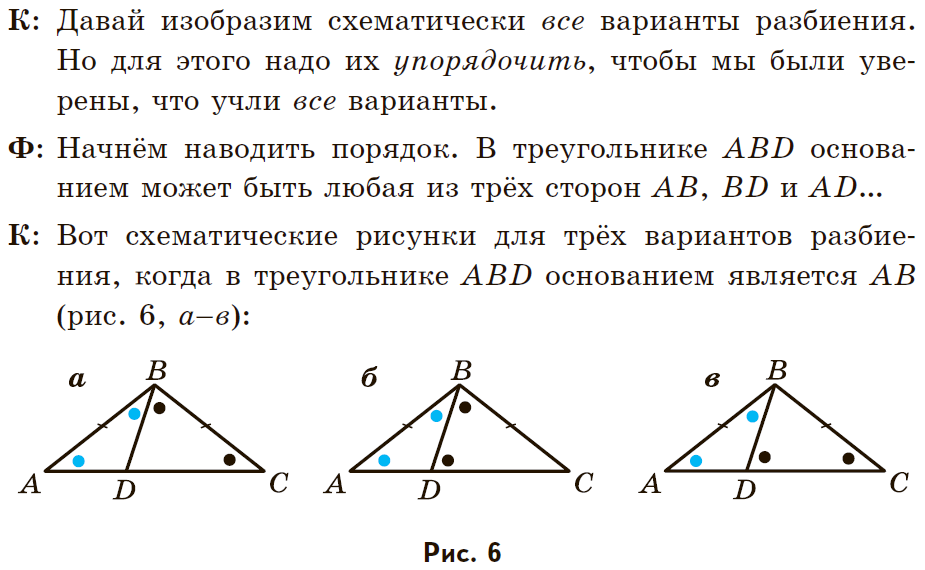 К: Давай изобразим схематически все варианты разбиения.
Но для этого надо их упорядочить, чтобы мы были уве-
рены, что учли все варианты.
Ф: Начнём наводить порядок. В треугольнике ABD основа-
нием может быть любая из трёх сторон AB, BD и AD...
К: Вот схематические рисунки для трёх вариантов разбие-
ния, когда в треугольнике ABD основанием является AB
(рис. 6, а–в):
а B б B в B
A D C A D C A D C
Рис. 6